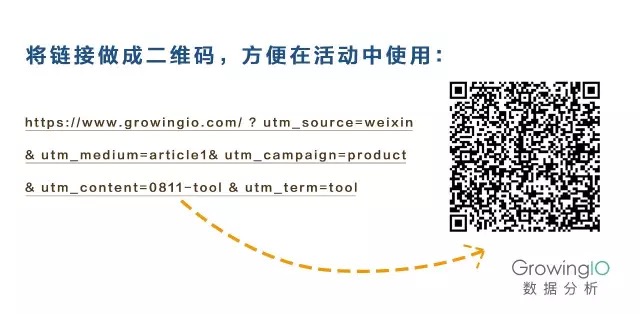 将链接做成二维码，方便在活动中使用：
https://www.growingio.com/ ? utm_source=weixin
& utm_medium=article1& utm_campaign=product
& utm_content=0811-tool & utm_term=tool
GrowingIO
数据分析